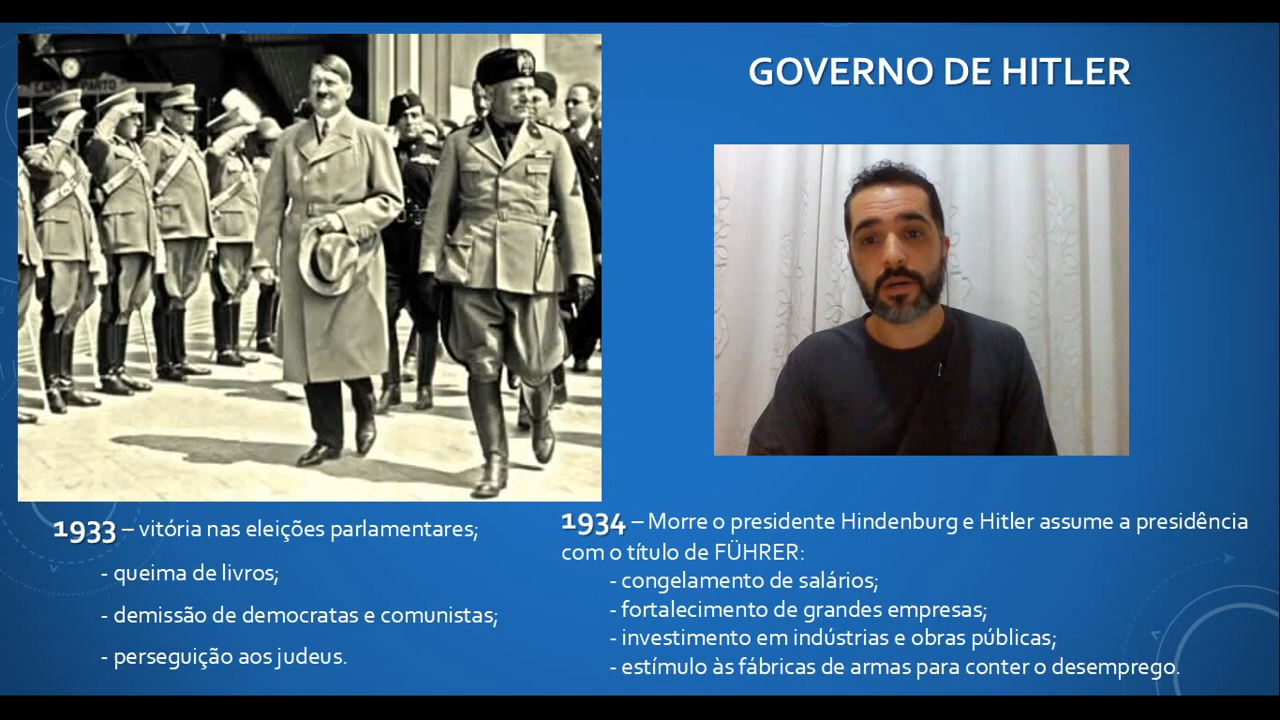 GOVERNO DE HITLER
1933 – vitória nas eleições parlamentares;
- queima de livros;
- demissão de democratas e comunistas;
- perseguição aos judeus.
1934 – Morre o presidente Hindenburg e Hitler assume a presidência
com o título de FÜHRER:
- congelamento de salários;
- fortalecimento de grandes empresas;
- investimento em indústrias e obras públicas;
- estímulo às fábricas de armas para conter o desemprego.